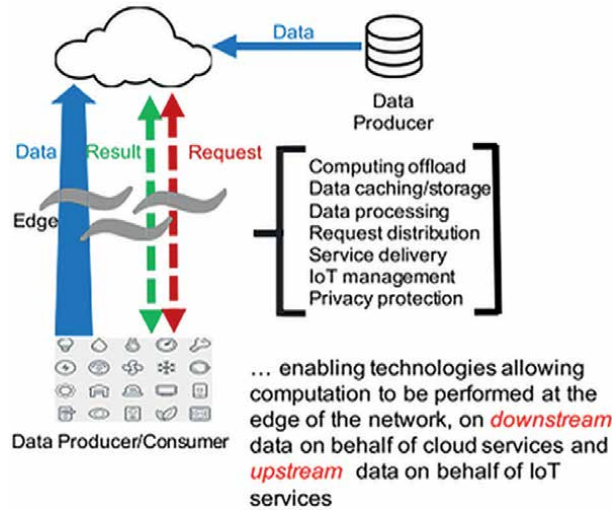 Data
Data
Producer
Data
Result
Request
Edge
Computing offload
Data caching/storage
Data processing
Request distribution
Service delivery
IoT management
Privacy protection
Data Producer/Consumer
... enabling technologies allowing
computation to be performed at the
edge of the network, on downstream
data on behalf of cloud services and
upstream data on behalf of IoT
services